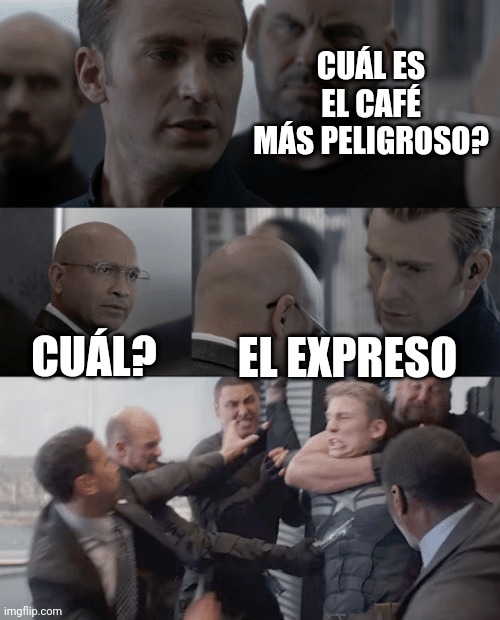 CUÁL ES
EL CAFÉ
MÁS PELIGROSO?
CUÁL?
EL EXPRESO
imgflip.com